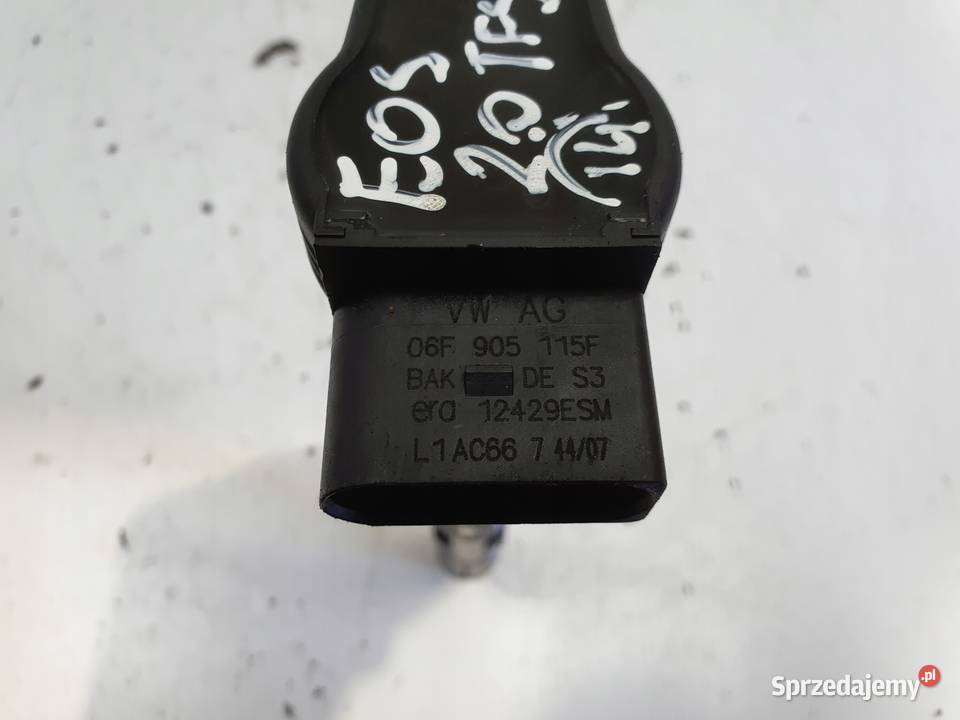 EOS
2.0 TFS
VW AG
06F 905 115F
BAK DE S3
era 12429ESM
L1AC66 7 44/07
Sprzedajemy.pl